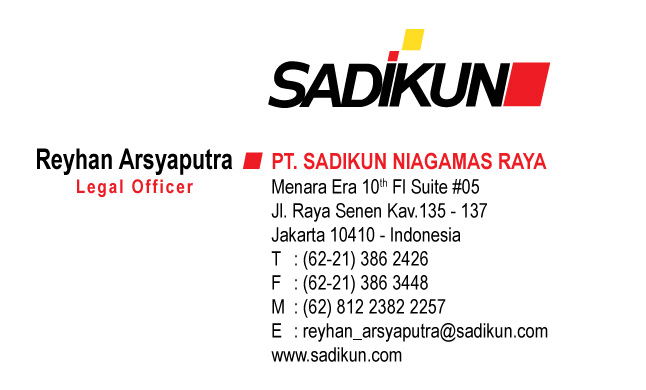 SADIKUN
Reyhan Arsyaputra
Legal Officer
PT. SADIKUN NIAGAMAS RAYA
Menara Era 10th Fl Suite #05
Jl. Raya Senen Kav.135 - 137
Jakarta 10410 - Indonesia
T : (62-21) 386 2426
F : (62-21) 386 3448
M : (62) 812 2382 2257
E : reyhan_arsyaputra@sadikun.com
www.sadikun.com